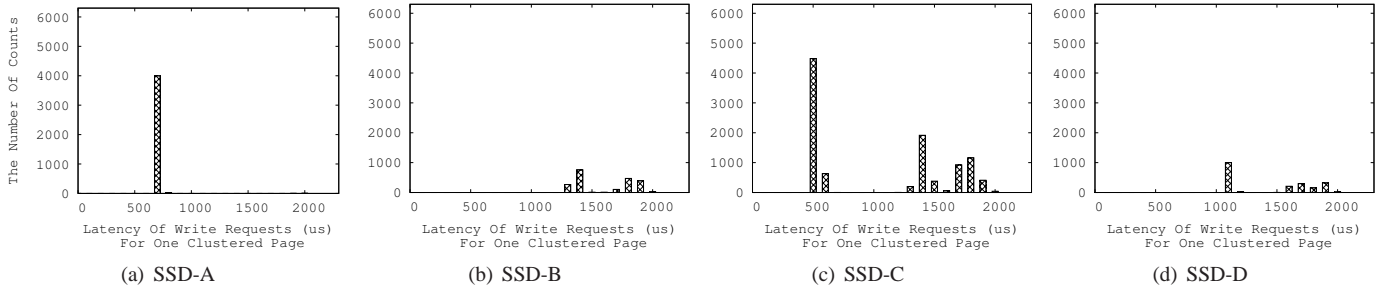 The Number Of Counts
6000
5000
4000
3000
2000
1000
0
0 500 1000 1500 2000
Latency Of Write Requests (us)
For One Clustered Page
(a) SSD-A
6000
5000
4000
3000
2000
1000
0
0 500 1000 1500 2000
Latency Of Write Requests (us)
For One Clustered Page
(b) SSD-B
6000
5000
4000
3000
2000
1000
0
0 500 1000 1500 2000
Latency Of Write Requests (us)
For One Clustered Page
(c) SSD-C
6000
5000
4000
3000
2000
1000
0
0 500 1000 1500 2000
Latency Of Write Requests (us)
For One Clustered Page
(d) SSD-D